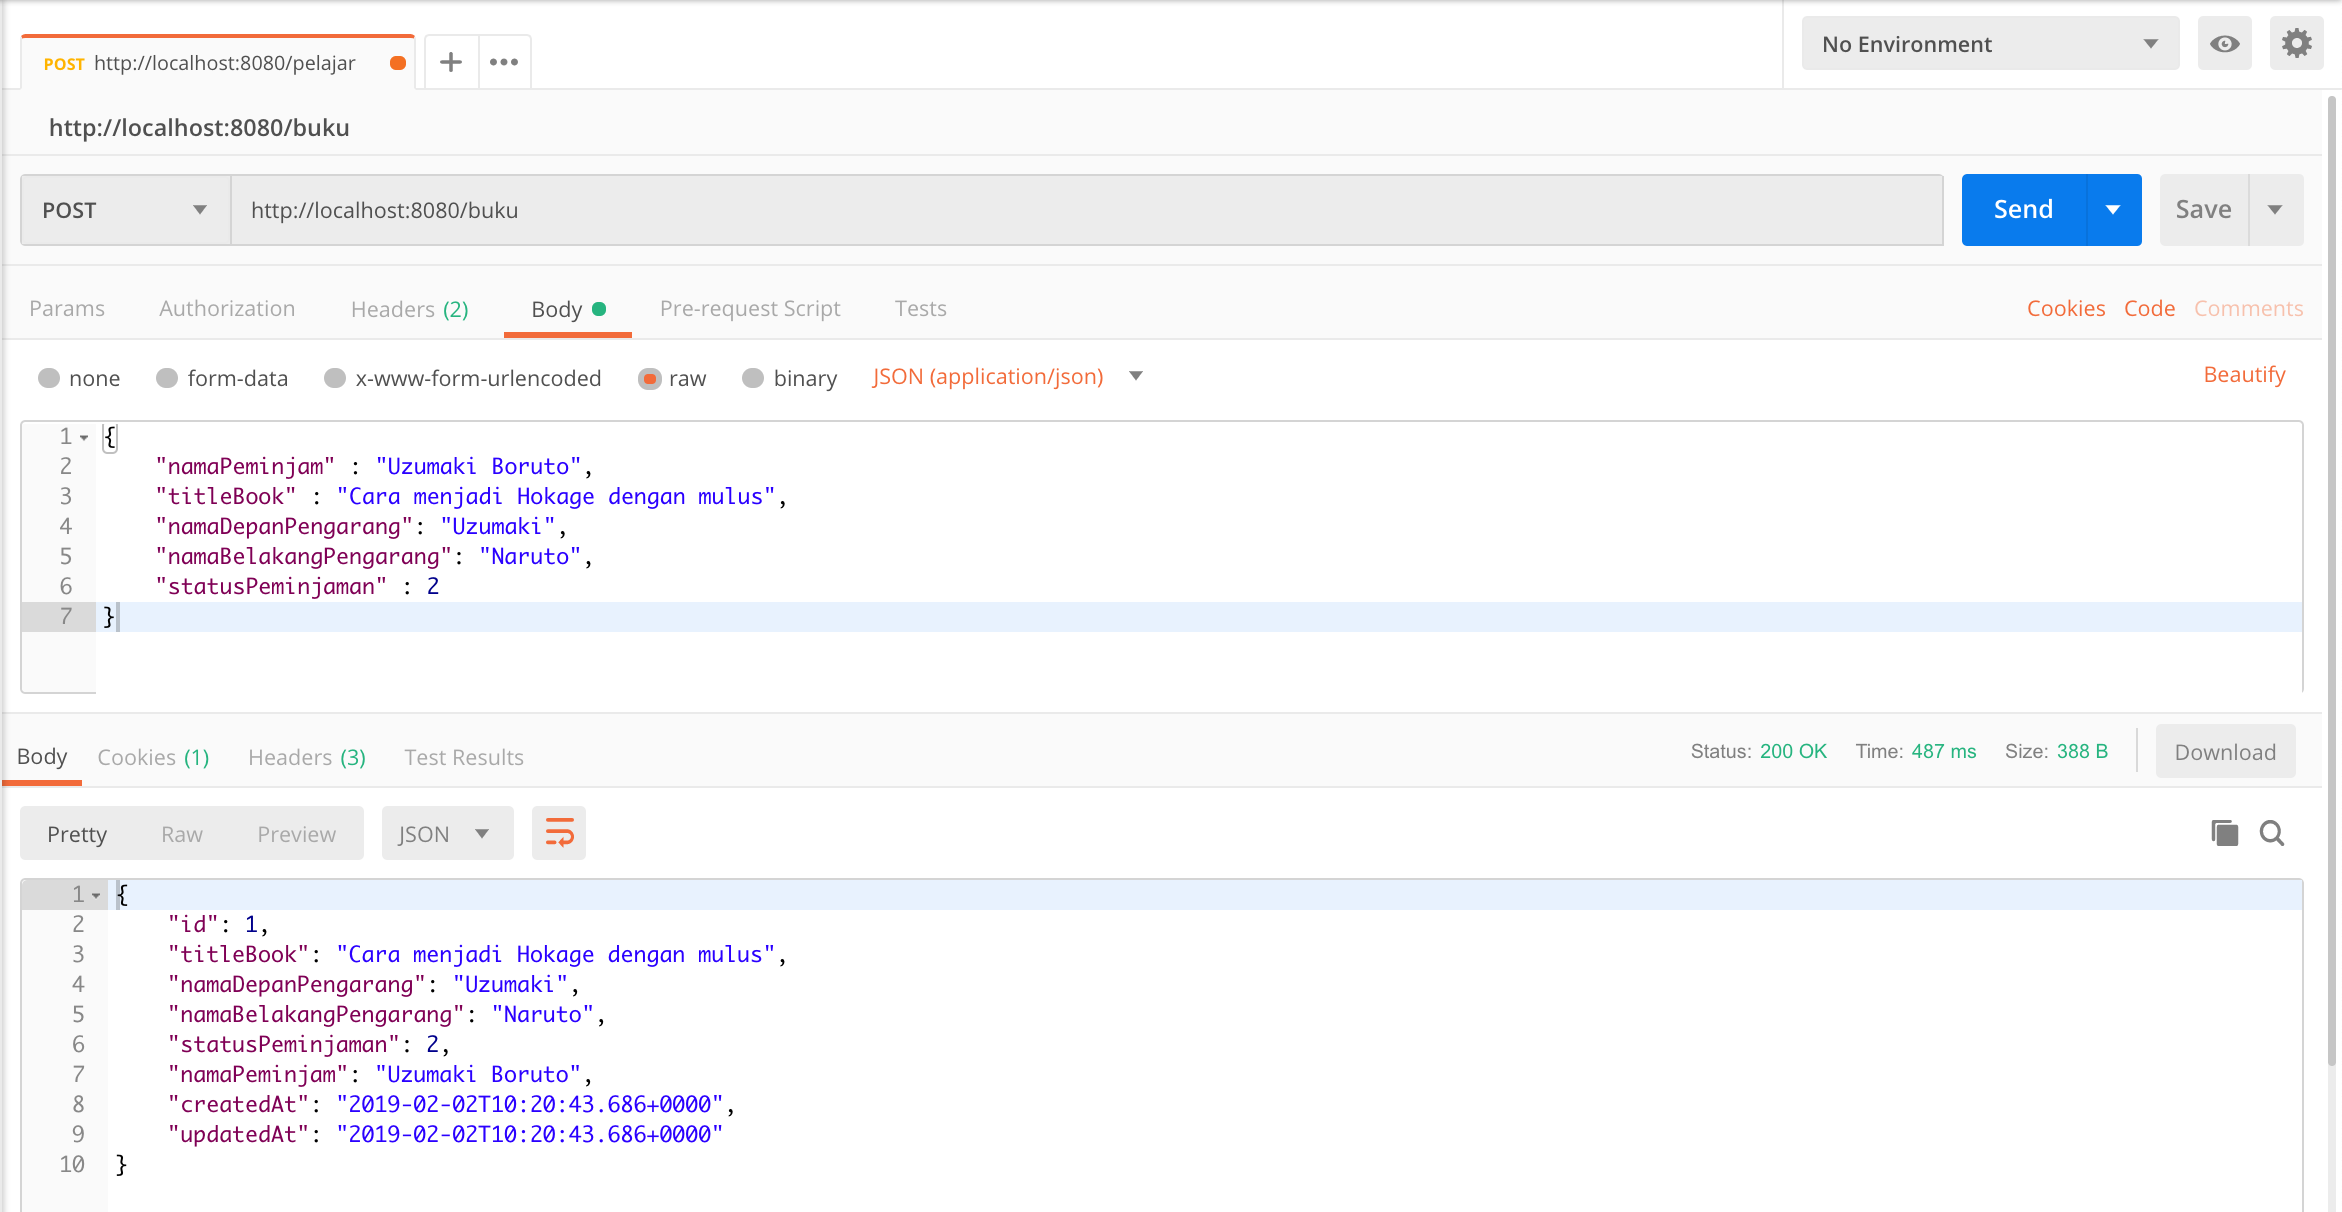 POST http://localhost:8080/pelajar
No Environment
http://localhost:8080/buku
POST http://localhost:8080/buku Send Save
Params Authorization Headers (2) Body Pre-request Script Tests Cookies Code Comments
none form-data x-www-form-urlencoded raw binary JSON (application/json) Beautify
1 {
2 "namaPeminjam" : "Uzumaki Boruto",
3 "titleBook" : "Cara menjadi Hokage dengan mulus",
4 "namaDepanPengarang": "Uzumaki",
5 "namaBelakangPengarang": "Naruto",
6 "statusPeminjaman" : 2
7 }
Body Cookies (1) Headers (3) Test Results Status: 200 OK Time: 487 ms Size: 388 B Download
Pretty Raw Preview JSON
1 {
2 "id": 1,
3 "titleBook": "Cara menjadi Hokage dengan mulus",
4 "namaDepanPengarang": "Uzumaki",
5 "namaBelakangPengarang": "Naruto",
6 "statusPeminjaman": 2,
7 "namaPeminjam": "Uzumaki Boruto",
8 "createdAt": "2019-02-02T10:20:43.686+0000",
9 "updatedAt": "2019-02-02T10:20:43.686+0000"
10 }